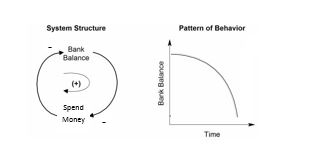 System Structure
Pattern of Behavior
–
Bank
Balance
(+)
Spend
Money
–
Bank Balance
Time